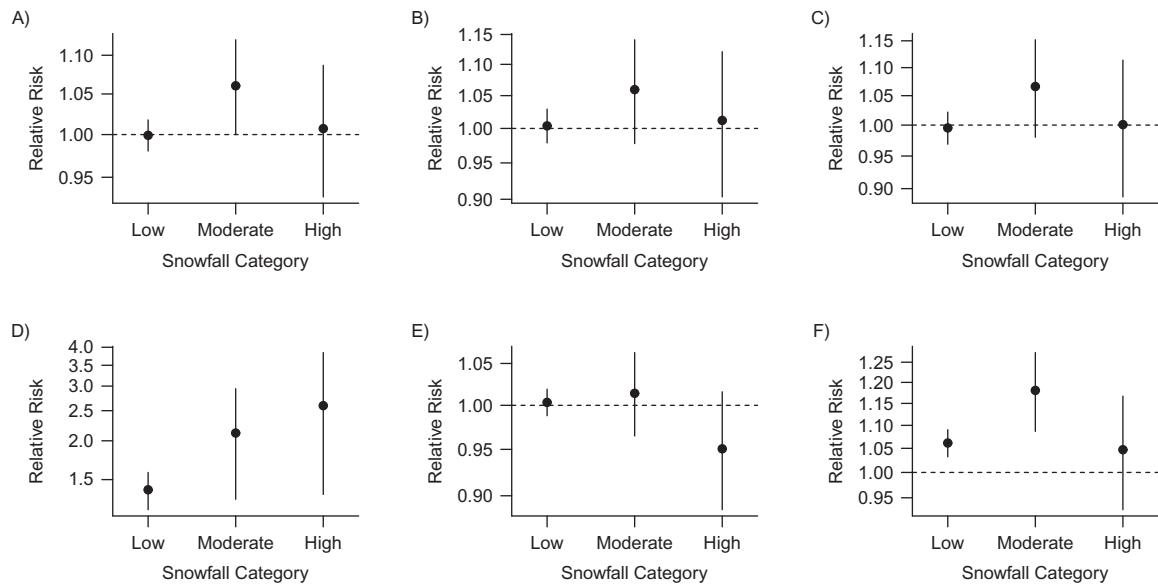 A)
Relative Risk
1.10
1.05
1.00
0.95
Low Moderate High
Snowfall Category
B)
Relative Risk
1.15
1.10
1.05
1.00
0.95
0.90
Low Moderate High
Snowfall Category
C)
Relative Risk
1.15
1.10
1.05
1.00
0.95
0.90
Low Moderate High
Snowfall Category
D)
Relative Risk
4.0
3.5
3.0
2.5
2.0
1.5
Low Moderate High
Snowfall Category
E)
Relative Risk
1.05
1.00
0.95
0.90
Low Moderate High
Snowfall Category
F)
Relative Risk
1.25
1.20
1.15
1.10
1.05
1.00
0.95
Low Moderate High
Snowfall Category